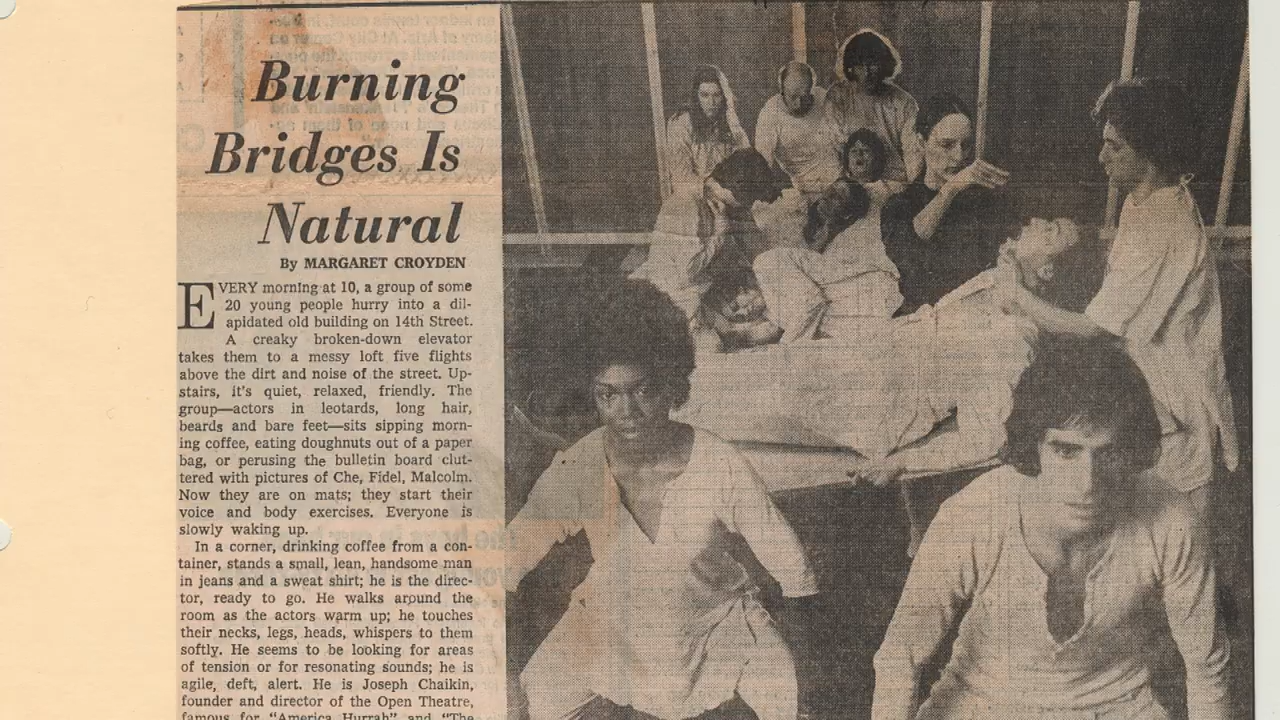 Burning
Bridges Is
Natural
By MARGARET CROYDEN
EVERY morning at 10, a group of some
20 young people hurry into a dil-
apidated old building on 14th Street.
A creaky broken-down elevator
takes them to a messy loft five flights
above the dirt and noise of the street. Up-
stairs, it's quiet, relaxed, friendly. The
group—actors in leotards, long hair,
beards and bare feet—sits sipping morn-
ing coffee, eating doughnuts out of a paper
bag, or perusing the bulletin board clut-
tered with pictures of Che, Fidel, Malcolm.
Now they are on mats; they start their
voice and body exercises. Everyone is
slowly waking up.
In a corner, drinking coffee from a con-
tainer, stands a small, lean, handsome man
in jeans and a sweat shirt; he is the direc-
tor, ready to go. He walks around the
room as the actors warm up; he touches
their necks, legs, heads, whispers to them
softly. He seems to be looking for areas
of tension or for resonating sounds; he is
agile, deft, alert. He is Joseph Chaikin,
founder and director of the Open Theatre,
famous for "America Hurrah" and "The